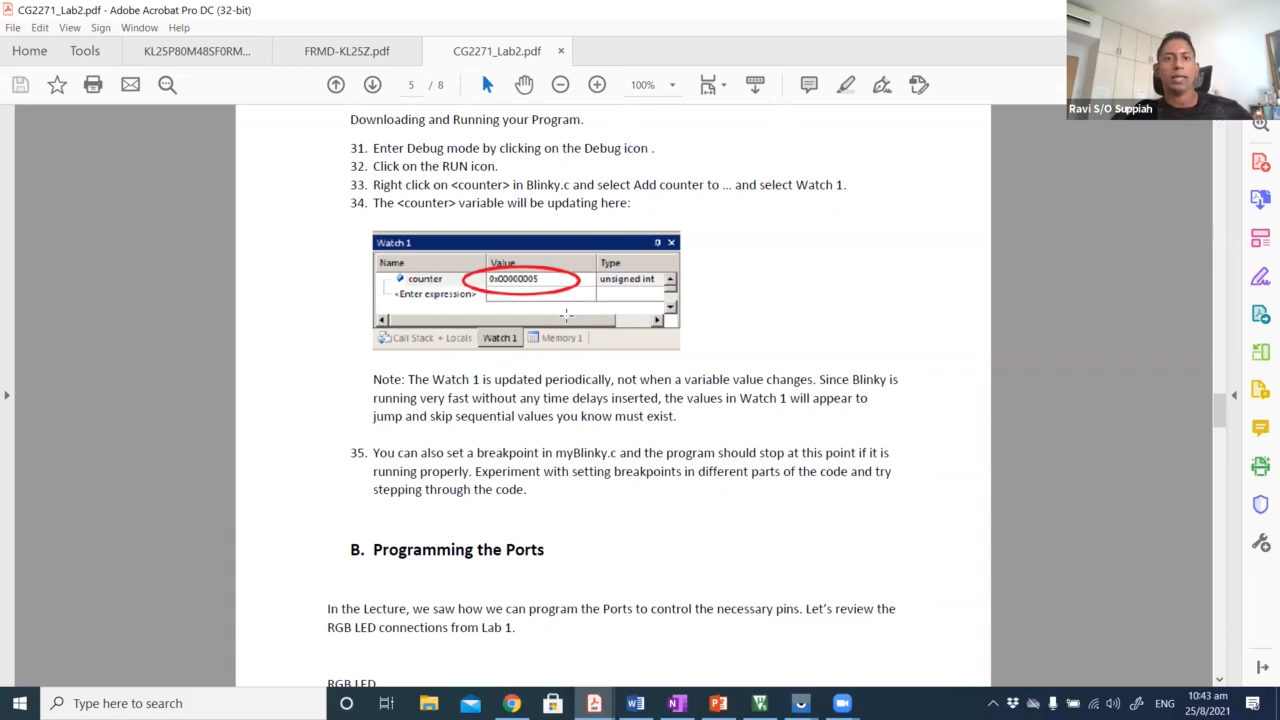 CG2271_Lab2.pdf - Adobe Acrobat Pro DC (32-bit)
File Edit View Sign Window Help
Home Tools KL25P80M48SF0RM... FRMD-KL25Z.pdf CG2271_Lab2.pdf ×
5 / 8 100%
Ravi S/O Suppiah
Downloading and Running your Program.
31. Enter Debug mode by clicking on the Debug icon .
32. Click on the RUN icon.
33. Right click on <counter> in Blinky.c and select Add counter to ... and select Watch 1.
34. The <counter> variable will be updating here:
Watch 1
Name Value Type
counter 0x00000005 unsigned int
<Enter expression>
Call Stack + Locals Watch 1 Memory 1
Note: The Watch 1 is updated periodically, not when a variable value changes. Since Blinky is
running very fast without any time delays inserted, the values in Watch 1 will appear to
jump and skip sequential values you know must exist.
35. You can also set a breakpoint in myBlinky.c and the program should stop at this point if it is
running properly. Experiment with setting breakpoints in different parts of the code and try
stepping through the code.
B. Programming the Ports
In the Lecture, we saw how we can program the Ports to control the necessary pins. Let's review the
RGB LED connections from Lab 1.
RGB LED
Type here to search
ENG
10:43 am
25/8/2021